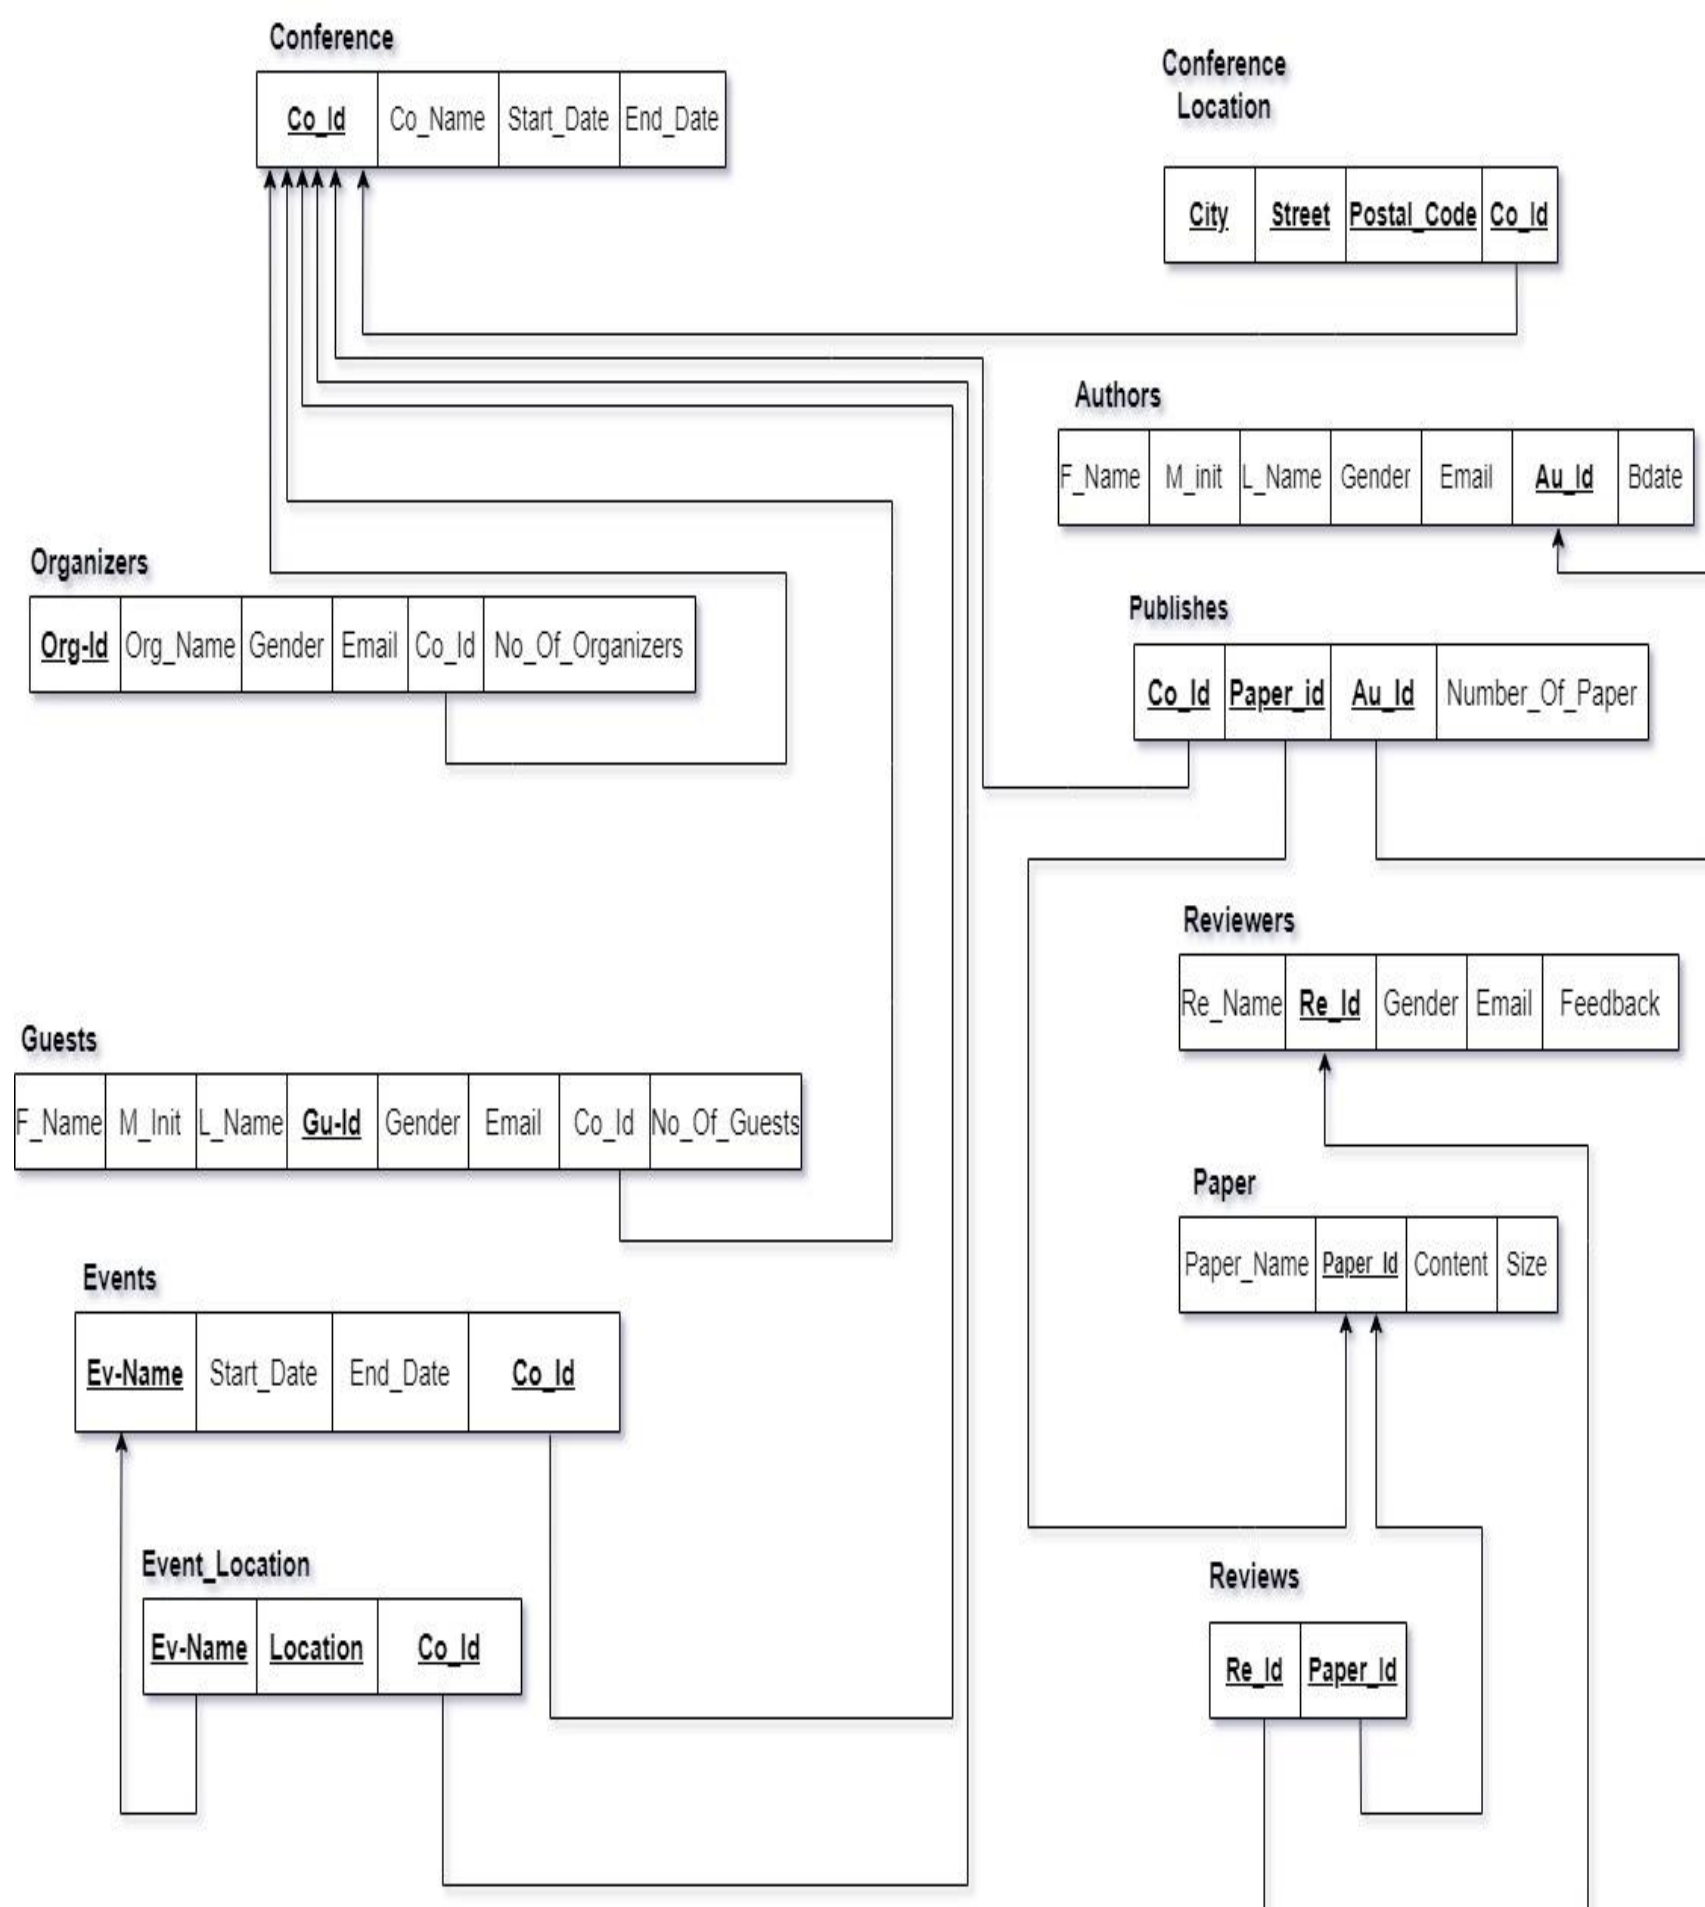 Conference
Co_Id Co_Name Start_Date End_Date
Conference
Location
City Street Postal_Code Co_Id
Authors
F_Name M_init L_Name Gender Email Au_Id Bdate
Organizers
Org-Id Org_Name Gender Email Co_Id No_Of_Organizers
Publishes
Co_Id Paper_id Au_Id Number_Of_Paper
Reviewers
Re_Name Re_Id Gender Email Feedback
Guests
F_Name M_Init L_Name Gu-Id Gender Email Co_Id No_Of_Guests
Paper
Paper_Name Paper_Id Content Size
Events
Ev-Name Start_Date End_Date Co_Id
Event_Location
Ev-Name Location Co_Id
Reviews
Re_Id Paper_Id